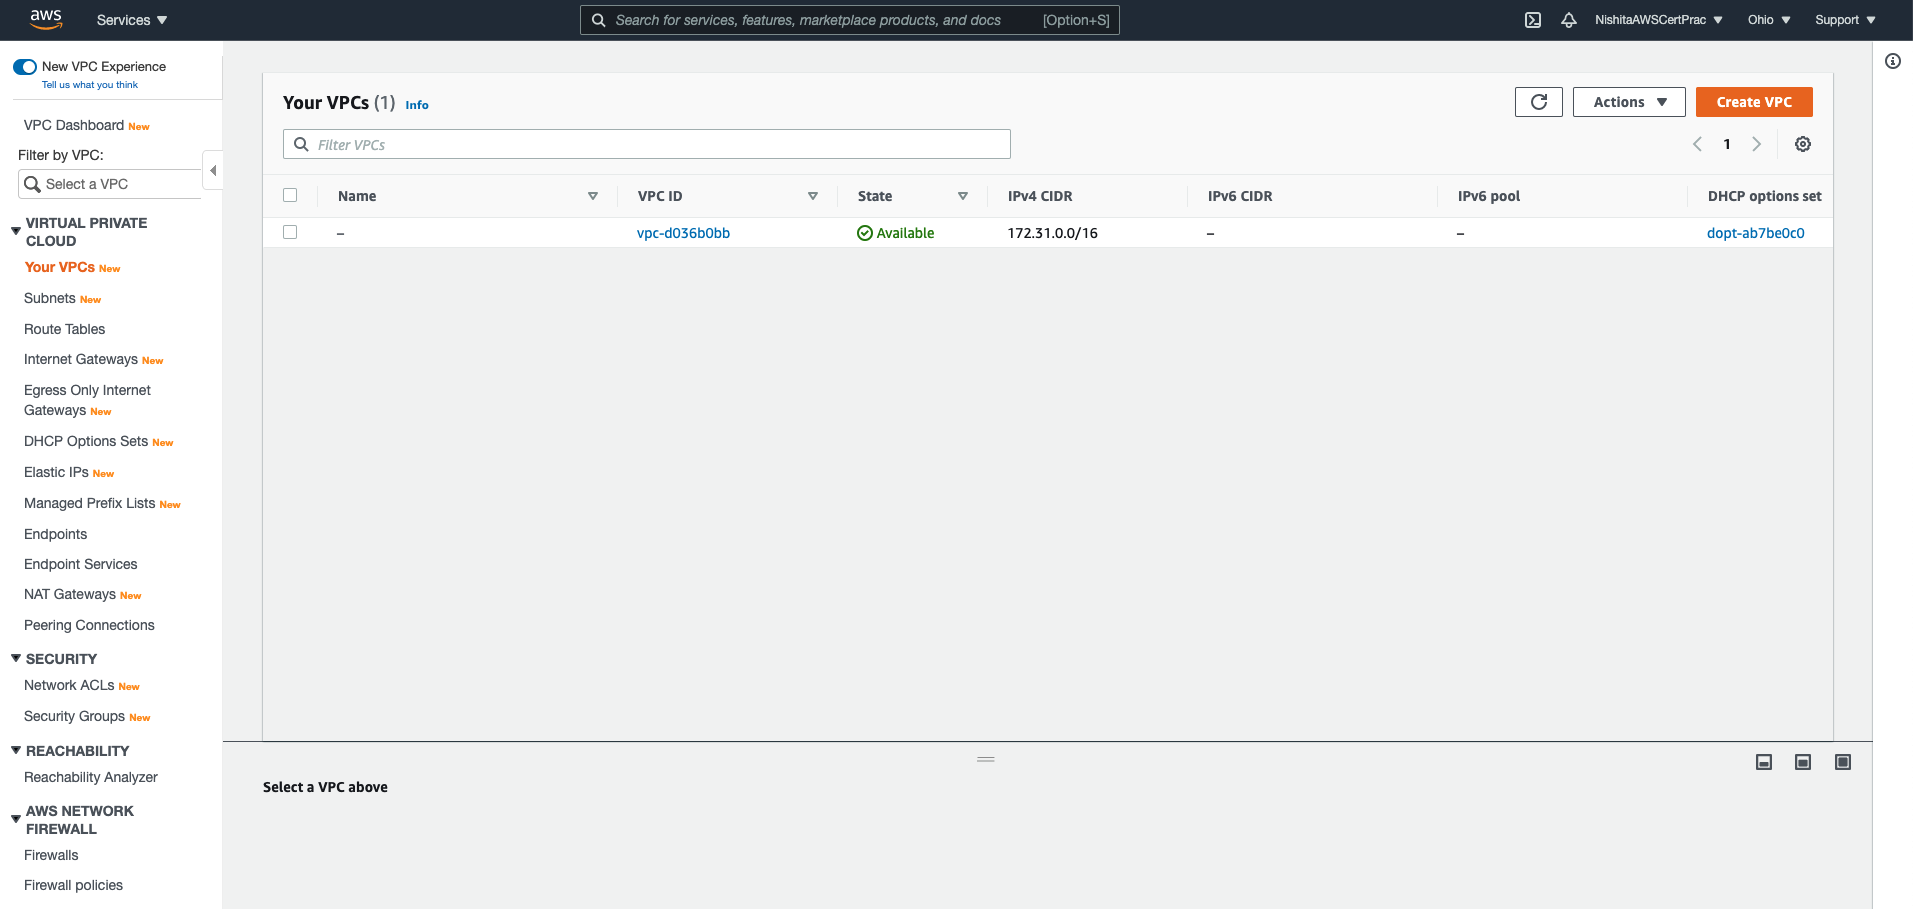 aws
Services
Search for services, features, marketplace products, and docs [Option+S]
NishitaAWSCertPrac
Ohio
Support
New VPC Experience
Tell us what you think
VPC Dashboard New
Filter by VPC:
Select a VPC
VIRTUAL PRIVATE
CLOUD
Your VPCs New
Subnets New
Route Tables
Internet Gateways New
Egress Only Internet
Gateways New
DHCP Options Sets New
Elastic IPs New
Managed Prefix Lists New
Endpoints
Endpoint Services
NAT Gateways New
Peering Connections
SECURITY
Network ACLs New
Security Groups New
REACHABILITY
Reachability Analyzer
AWS NETWORK
FIREWALL
Firewalls
Firewall policies
Your VPCs (1) Info
Actions
Create VPC
Filter VPCs
1
Name VPC ID State IPv4 CIDR IPv6 CIDR IPv6 pool DHCP options set
– vpc-d036b0bb Available 172.31.0.0/16 – – dopt-ab7be0c0
Select a VPC above